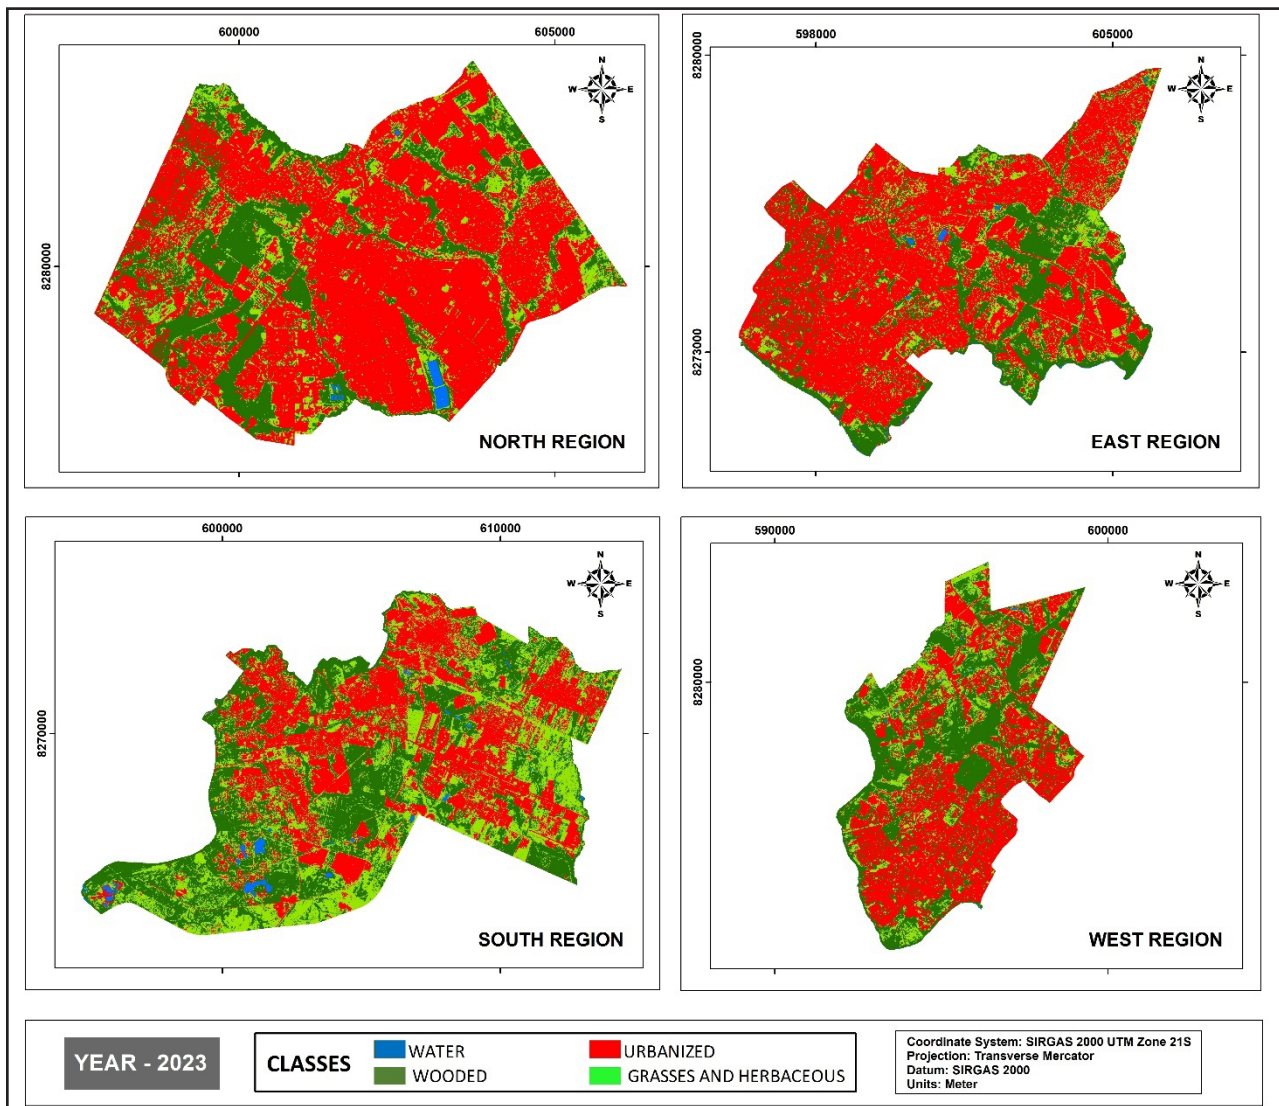 600000 605000
N
W E
S
8280000
NORTH REGION
598000 605000
8280000
N
W E
S
8273000
EAST REGION
600000 610000
N
W E
S
8270000
SOUTH REGION
590000 600000
N
W E
S
8280000
WEST REGION
YEAR - 2023
CLASSES
WATER
URBANIZED
WOODED
GRASSES AND HERBACEOUS
Coordinate System: SIRGAS 2000 UTM Zone 21S
Projection: Transverse Mercator
Datum: SIRGAS 2000
Units: Meter